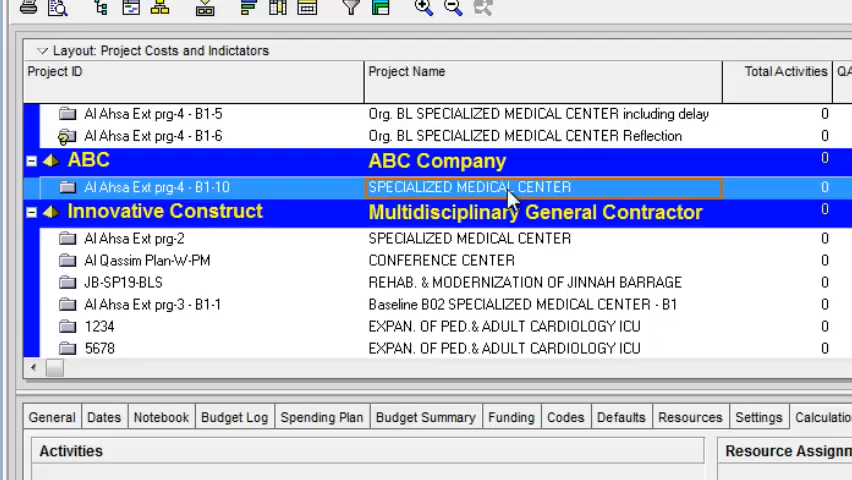 Layout: Project Costs and Indictators
Project ID Project Name Total Activities QA
Al Ahsa Ext prg-4 - B1-5 Org. BL SPECIALIZED MEDICAL CENTER including delay 0
Al Ahsa Ext prg-4 - B1-6 Org. BL SPECIALIZED MEDICAL CENTER Reflection 0
ABC ABC Company 0
Al Ahsa Ext prg-4 - B1-10 SPECIALIZED MEDICAL CENTER 0
Innovative Construct Multidisciplinary General Contractor 0
Al Ahsa Ext prg-2 SPECIALIZED MEDICAL CENTER 0
Al Qassim Plan-W-PM CONFERENCE CENTER 0
JB-SP19-BLS REHAB. & MODERNIZATION OF JINNAH BARRAGE 0
Al Ahsa Ext prg-3 - B1-1 Baseline B02 SPECIALIZED MEDICAL CENTER - B1 0
1234 EXPAN. OF PED.& ADULT CARDIOLOGY ICU 0
5678 EXPAN. OF PED.& ADULT CARDIOLOGY ICU 0
General Dates Notebook Budget Log Spending Plan Budget Summary Funding Codes Defaults Resources Settings Calculatio
Activities Resource Assignm